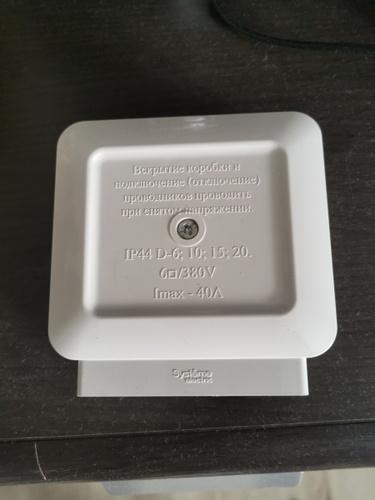 Вскрытие коробки и
подключение (отключение)
проводников проводить
при снятом напряжении.
IP44 D-6; 10; 15; 20.
6□/380V
Imax - 40A
Systeme
electric